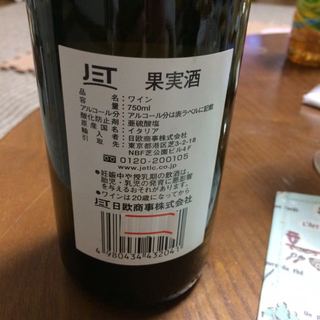 JET 果実酒
品名:ワイン
容量:750ml
アルコール分:アルコール分は表ラベルに記載
酸化防止剤:亜硫酸塩
原産国:イタリア
輸入者:日欧商事株式会社
引取先:東京都港区芝3-2-18
NBF芝公園ビル4F
0120-200105
www.jetlc.co.jp
●妊娠中や授乳期の飲酒は
胎児・乳児の発育に悪影響
を与えるおそれがあります。
●ワインは20歳になってから
JET 日欧商事株式会社
4 980434 432041